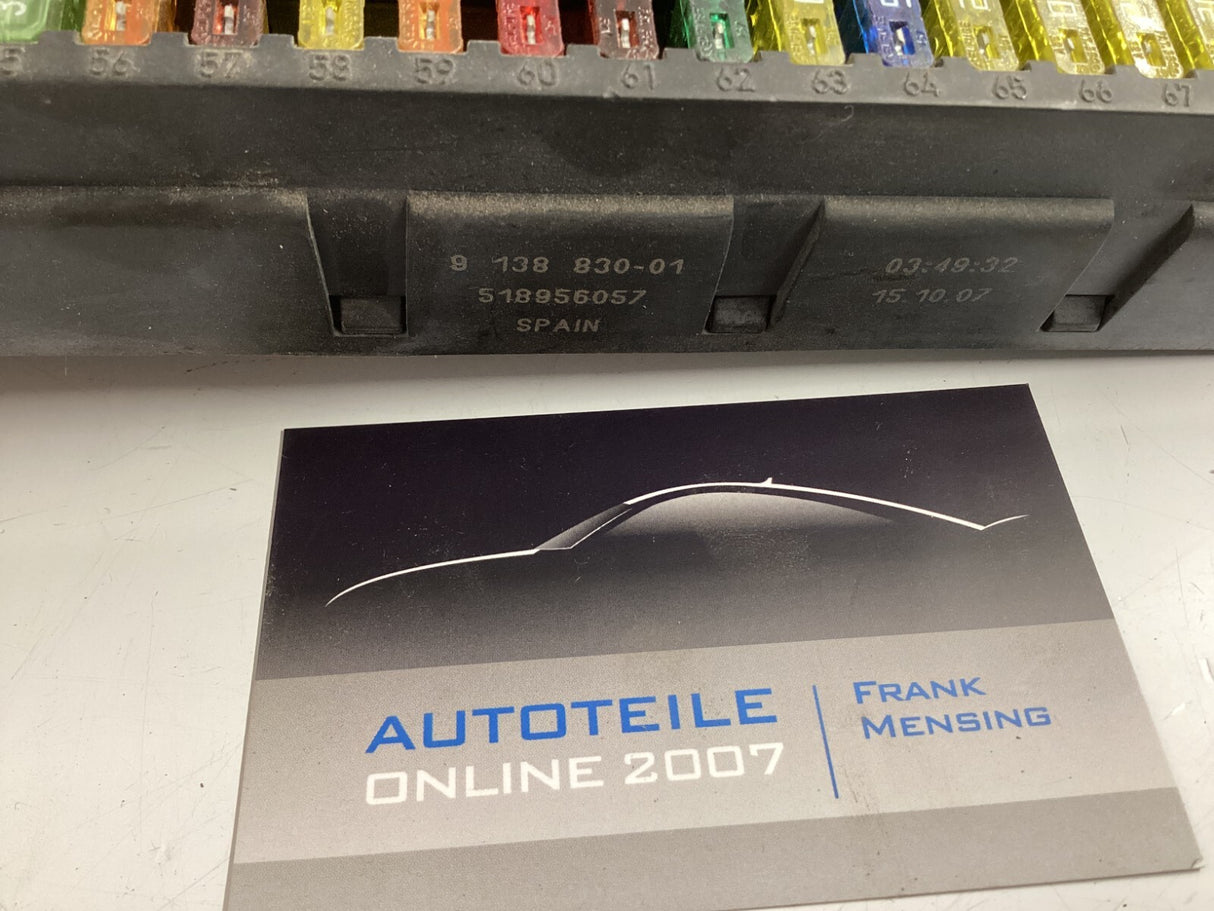 56 57 58 59 60 61 62 63 64 65 66 67
9 138 830-01
518956057
SPAIN
03:49:32
15.10.07
AUTOTEILE
ONLINE 2007
FRANK
MENSING